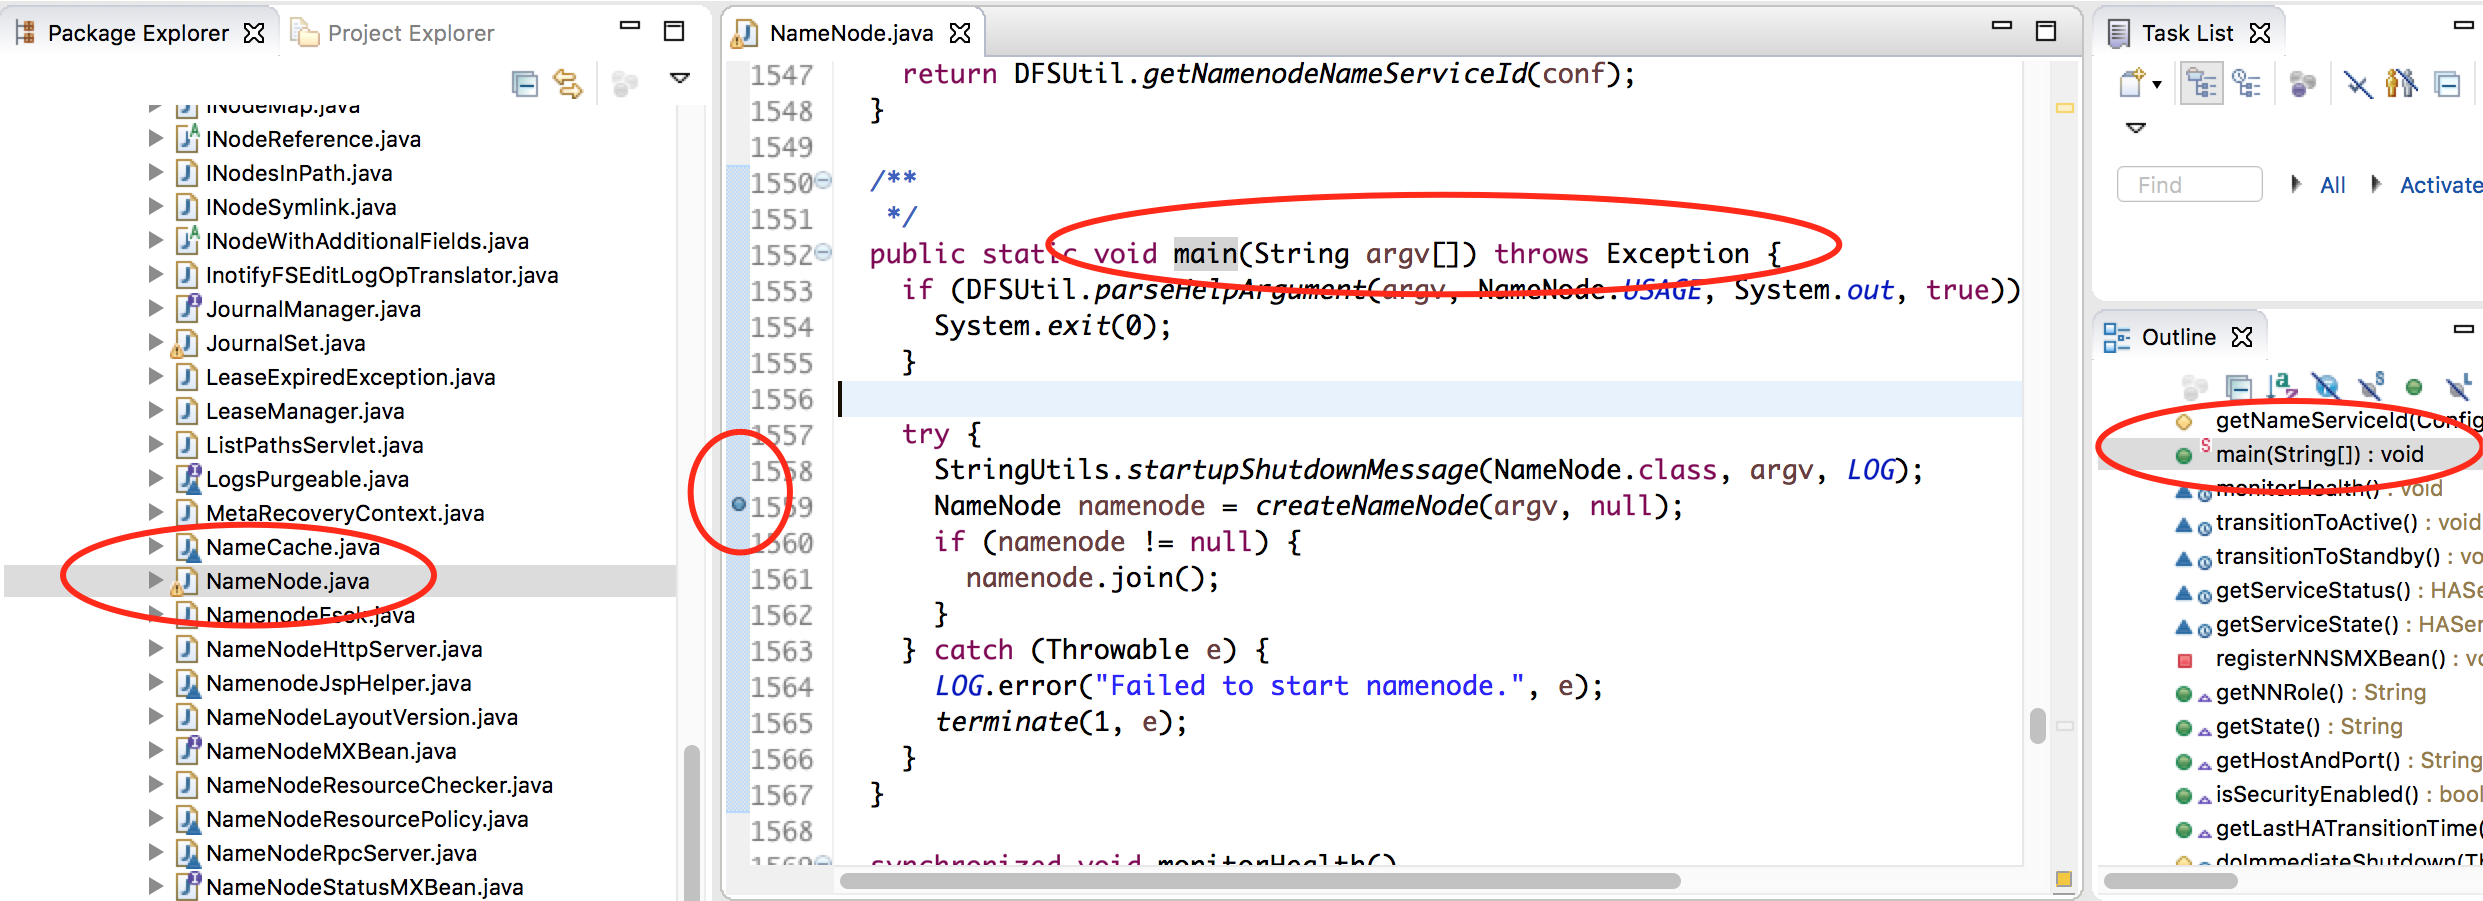 Package Explorer
Project Explorer
INodeMap.java
INodeReference.java
INodesInPath.java
INodeSymlink.java
INodeWithAdditionalFields.java
InotifyFSEditLogOpTranslator.java
JournalManager.java
JournalSet.java
LeaseExpiredException.java
LeaseManager.java
ListPathsServlet.java
LogsPurgeable.java
MetaRecoveryContext.java
NameCache.java
NameNode.java
NamenodeFsck.java
NameNodeHttpServer.java
NamenodeJspHelper.java
NameNodeLayoutVersion.java
NameNodeMXBean.java
NameNodeResourceChecker.java
NameNodeResourcePolicy.java
NameNodeRpcServer.java
NameNodeStatusMXBean.java
NameNode.java
1547 return DFSUtil.getNamenodeNameServiceId(conf);
1548 }
1549
1550 /**
1551 */
1552 public static void main(String argv[]) throws Exception {
1553 if (DFSUtil.parseHelpArgument(argv, NameNode.USAGE, System.out, true))
1554 System.exit(0);
1555 }
1556
1557 try {
1558 StringUtils.startupShutdownMessage(NameNode.class, argv, LOG);
1559 NameNode namenode = createNameNode(argv, null);
1560 if (namenode != null) {
1561 namenode.join();
1562 }
1563 } catch (Throwable e) {
1564 LOG.error("Failed to start namenode.", e);
1565 terminate(1, e);
1566 }
1567 }
1568
1569 synchronized void monitorHealth()
Task List
Find
All
Activate
Outline
getNameServiceId(Config
main(String[]) : void
monitorHealth() : void
transitionToActive() : void
transitionToStandby() : vo
getServiceStatus() : HASe
getServiceState() : HASer
registerNNSMXBean() : vo
getNNRole() : String
getState() : String
getHostAndPort() : String
isSecurityEnabled() : bool
getLastHATransitionTime(
doImmediateShutdown(Th